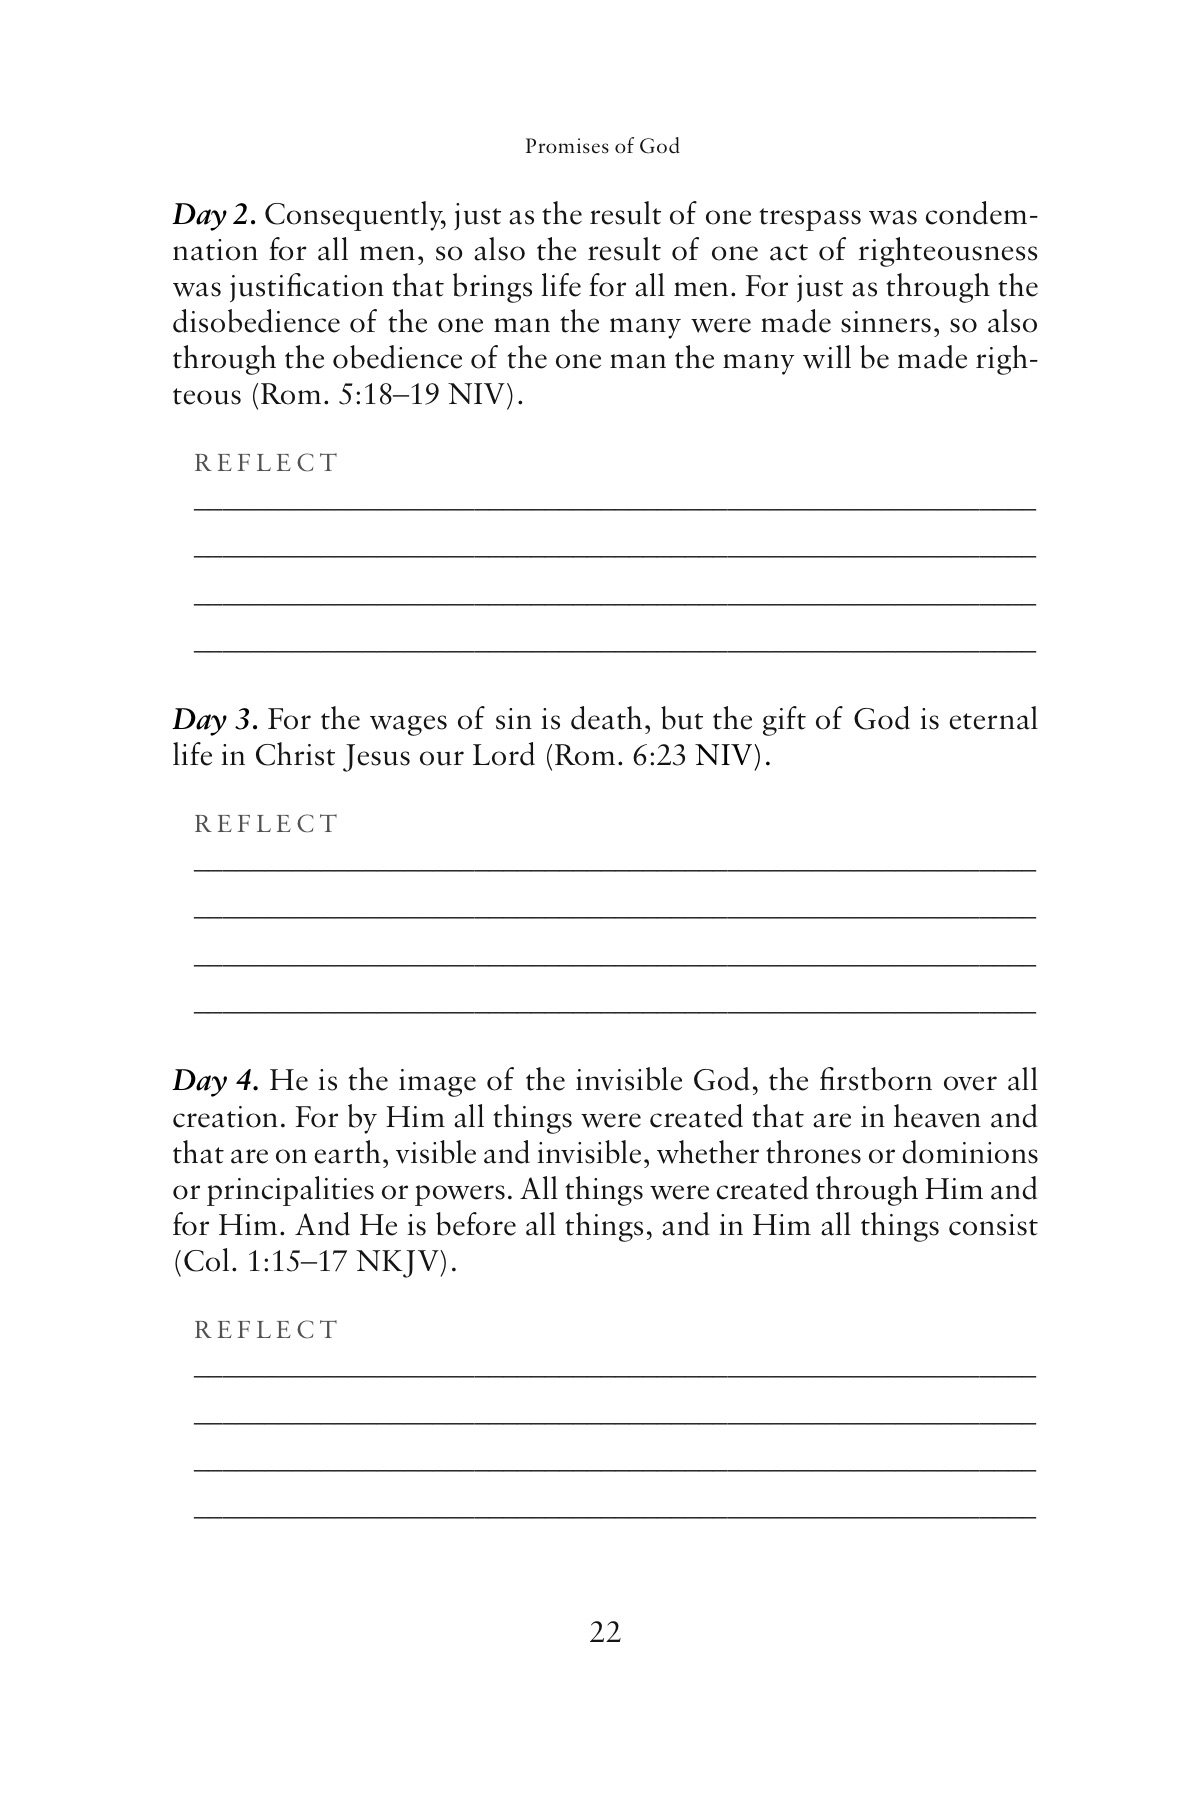 Promises of God
Day 2. Consequently, just as the result of one trespass was condem-
nation for all men, so also the result of one act of righteousness
was justification that brings life for all men. For just as through the
disobedience of the one man the many were made sinners, so also
through the obedience of the one man the many will be made righ-
teous (Rom. 5:18–19 NIV).
REFLECT
Day 3. For the wages of sin is death, but the gift of God is eternal
life in Christ Jesus our Lord (Rom. 6:23 NIV).
REFLECT
Day 4. He is the image of the invisible God, the firstborn over all
creation. For by Him all things were created that are in heaven and
that are on earth, visible and invisible, whether thrones or dominions
or principalities or powers. All things were created through Him and
for Him. And He is before all things, and in Him all things consist
(Col. 1:15–17 NKJV).
REFLECT
22